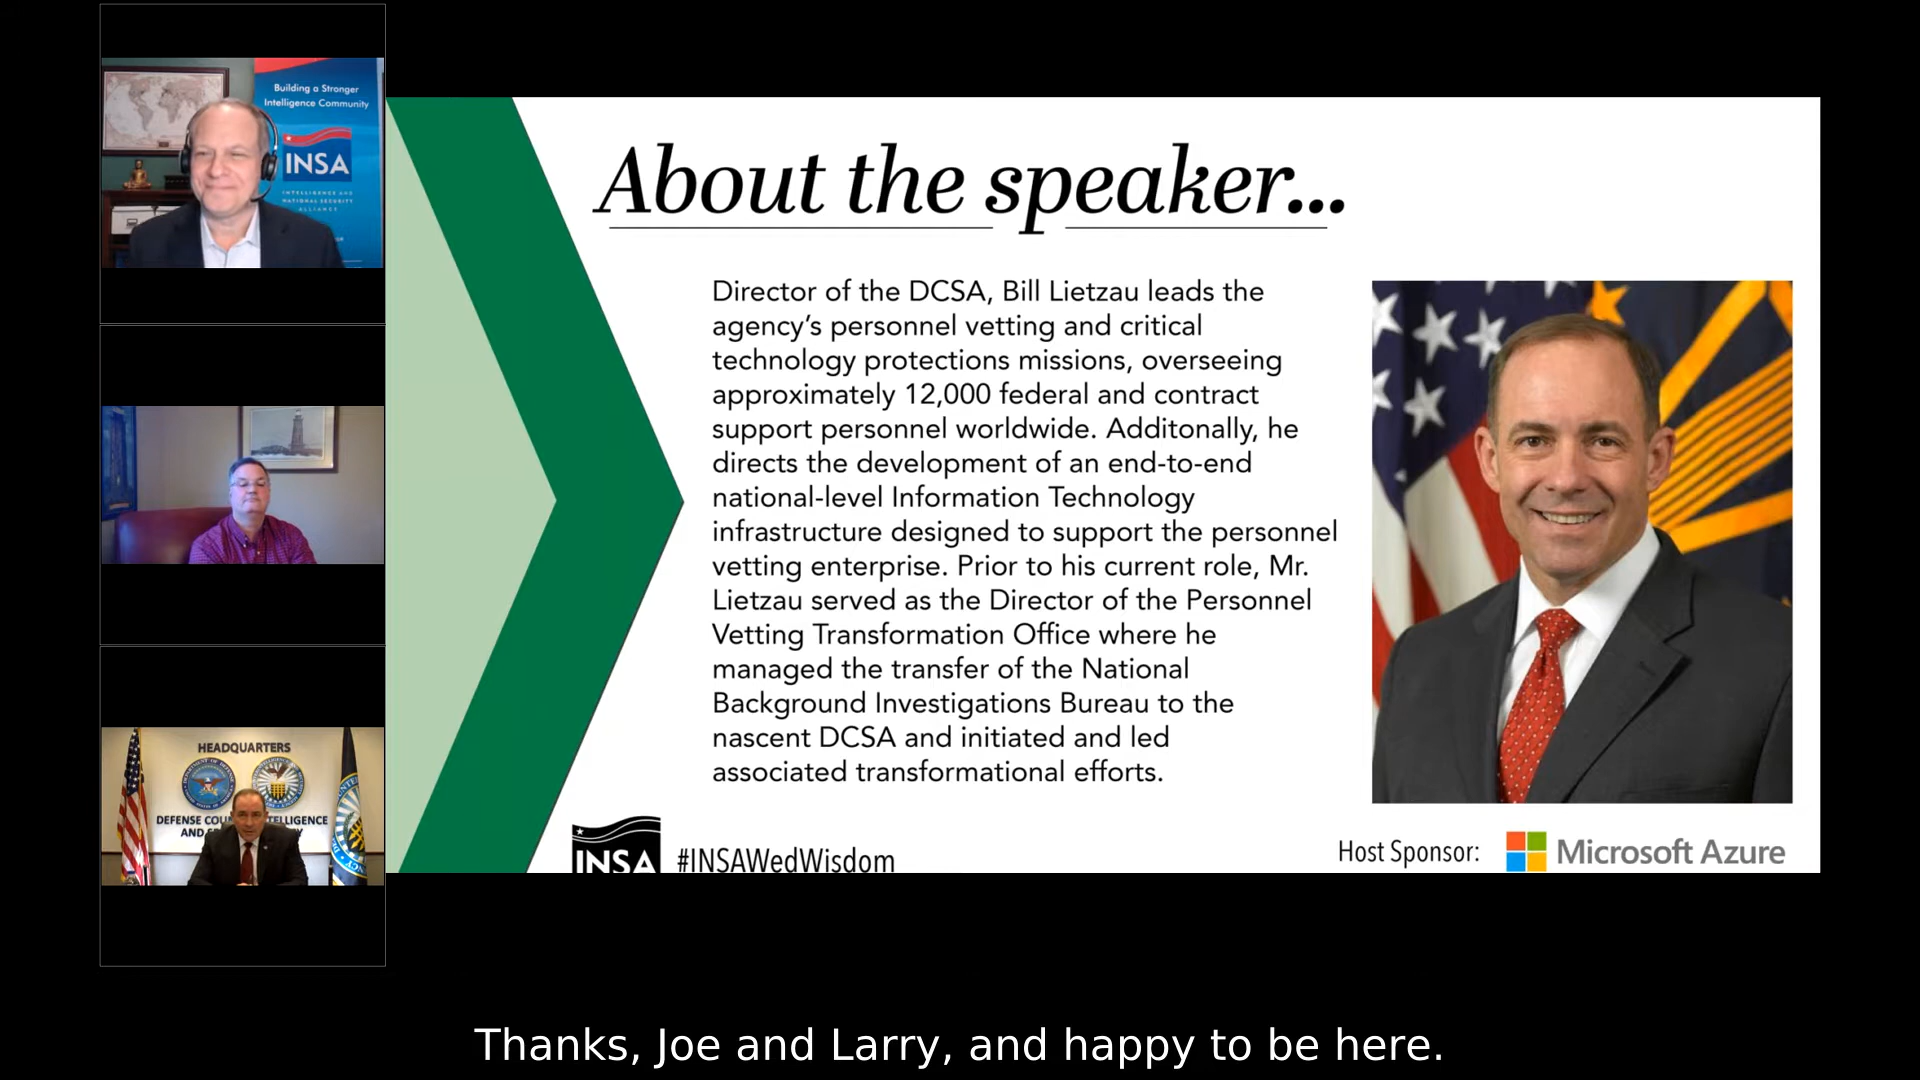 Building a Stronger
Intelligence Community
INSA
INTELLIGENCE AND
NATIONAL SECURITY
ALLIANCE
HEADQUARTERS
DEFENSE COU TELLIGENCE
AND
About the speaker...
Director of the DCSA, Bill Lietzau leads the
agency’s personnel vetting and critical
technology protections missions, overseeing
approximately 12,000 federal and contract
support personnel worldwide. Additonally, he
directs the development of an end-to-end
national-level Information Technology
infrastructure designed to support the personnel
vetting enterprise. Prior to his current role, Mr.
Lietzau served as the Director of the Personnel
Vetting Transformation Office where he
managed the transfer of the National
Background Investigations Bureau to the
nascent DCSA and initiated and led
associated transformational efforts.
INSA
#INSAWedWisdom
Host Sponsor:
Microsoft Azure
Thanks, Joe and Larry, and happy to be here.